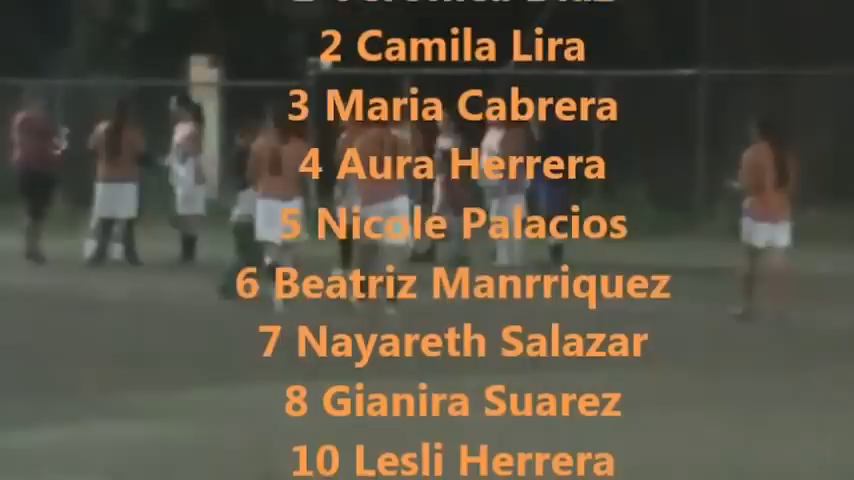 2 Camila Lira
3 Maria Cabrera
4 Aura Herrera
5 Nicole Palacios
6 Beatriz Manrriquez
7 Nayareth Salazar
8 Gianira Suarez
10 Lesli Herrera